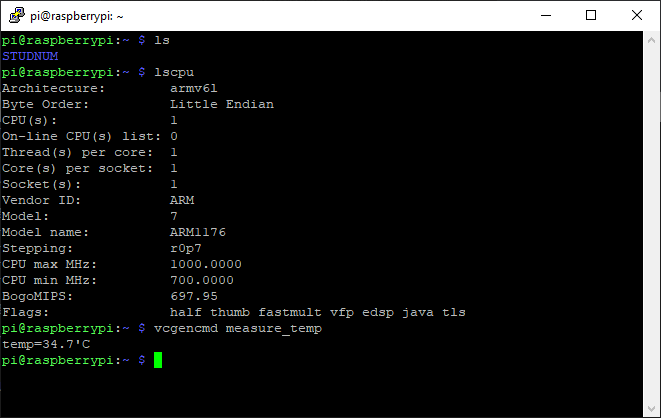 pi@raspberrypi: ~
pi@raspberrypi:~ $ ls
STUDNUM
pi@raspberrypi:~ $ lscpu
Architecture:        armv6l
Byte Order:          Little Endian
CPU(s):              1
On-line CPU(s) list: 0
Thread(s) per core:  1
Core(s) per socket:  1
Socket(s):           1
Vendor ID:           ARM
Model:               7
Model name:          ARM1176
Stepping:            r0p7
CPU max MHz:         1000.0000
CPU min MHz:         700.0000
BogoMIPS:            697.95
Flags:               half thumb fastmult vfp edsp java tls
pi@raspberrypi:~ $ vcgencmd measure_temp
temp=34.7'C
pi@raspberrypi:~ $